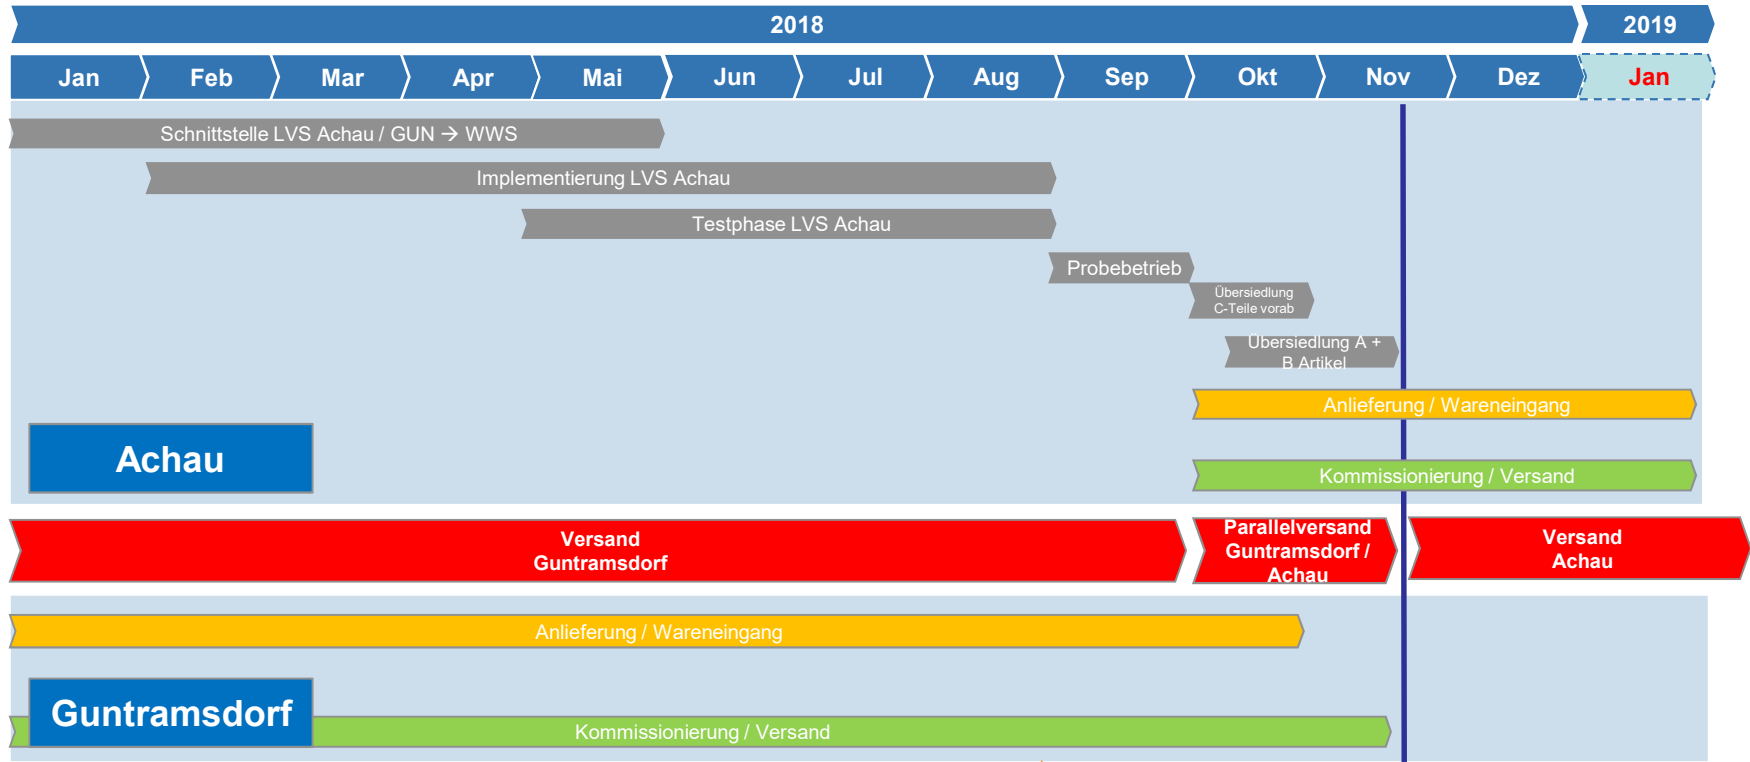 2018
2019
Jan
Feb
Mar
Apr
Mai
Jun
Jul
Aug
Sep
Okt
Nov
Dez
Jan
Schnittstelle LVS Achau / GUN → WWS
Implementierung LVS Achau
Testphase LVS Achau
Probebetrieb
Übersiedlung
C-Teile vorab
Übersiedlung A +
B Artikel
Anlieferung / Wareneingang
Achau
Kommissionierung / Versand
Versand
Guntramsdorf
Parallelversand
Guntramsdorf /
Achau
Versand
Achau
Anlieferung / Wareneingang
Guntramsdorf
Kommissionierung / Versand